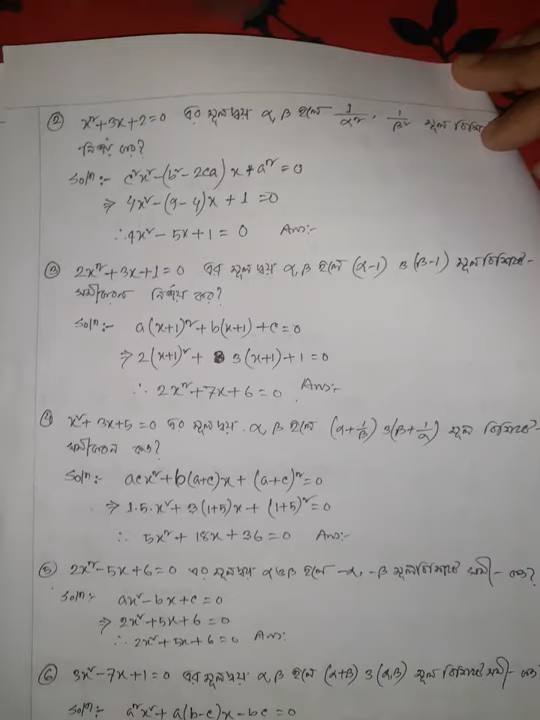 ② x²+3x+2=0 এর মূলদ্বয় α,β হলে 1/α², 1/β² মূল বিশি
নির্ণয় কর?
Solⁿ:- c²x²-(b²-2ca)x+a²=0
⇒ 4x²-(9-4)x+1=0
∴4x²-5x+1=0 Ans:-
③ 2x²+3x+1=0 এর মূলদ্বয় α,β হলে (α-1) ও (β-1) মূলবিশিষ্ট
সমীকরণ নির্ণয় কর?
Solⁿ:- a(x+1)²+b(x+1)+c=0
⇒ 2(x+1)²+3(x+1)+1=0
∴ 2x²+7x+6=0 Ans:-
④ x²+3x+5=0 এর মূলদ্বয় α,β হলে (α+1/β) ও (β+1/α) মূল বিশিষ্ট
সমীকরণ কত?
Solⁿ:- acx²+b(a+c)x+(a+c)²=0
⇒ 1.5.x²+3(1+5)x+(1+5)²=0
∴ 5x²+18x+36=0 Ans:-
⑤ 2x²-5x+6=0 এর মূলদ্বয় α ও β হলে -α, -β মূলবিশিষ্ট সমী- কত?
Solⁿ:- ax²-bx+c=0
⇒ 2x²+5x+6=0
∴ 2x²+5x+6=0 Ans:
⑥ 3x²-7x+1=0 এর মূলদ্বয় α,β হলে (α+β) ও (α,β) মূল বিশিষ্ট সমী- কত
Solⁿ:- a²x²+a(b-c)x-bc=0